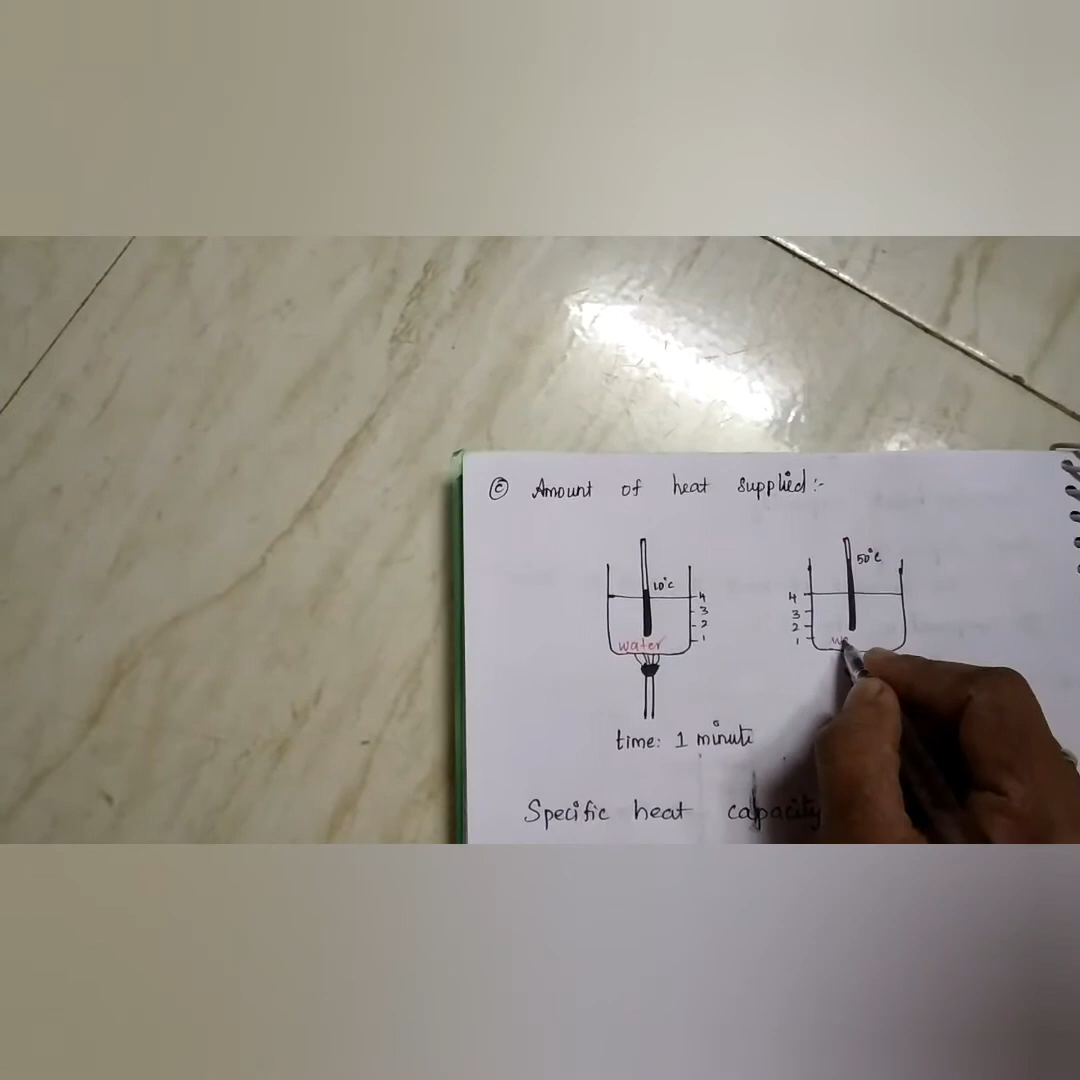 © Amount of heat supplied:-
10°C
50°C
4
3
2
1
4
3
2
1
water
time: 1 minute
Specific heat capacity